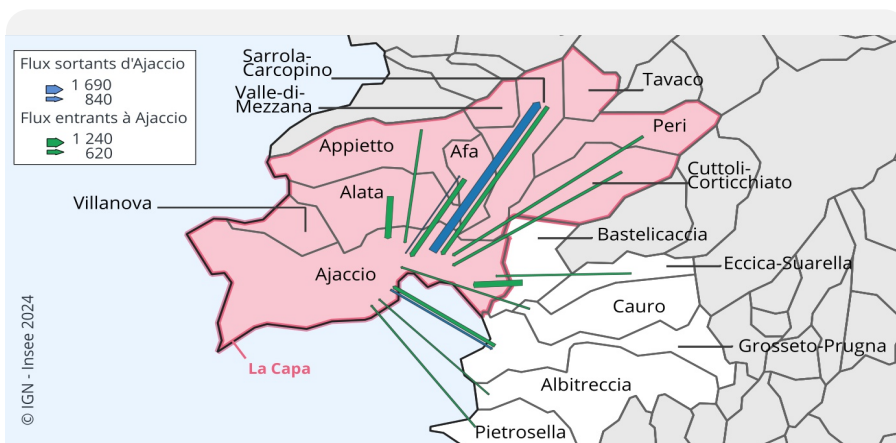 Flux sortants d'Ajaccio
1 690
840
Flux entrants à Ajaccio
1 240
620
Sarrola-
Carcopino
Valle-di-
Mezzana
Tavaco
Peri
Appietto
Afa
Cuttoli-
Corticchiato
Alata
Villanova
Bastelicaccia
Ajaccio
Eccica-Suarella
Cauro
Grosseto-Prugna
La Capa
Albitreccia
Pietrosella
© IGN - Insee 2024